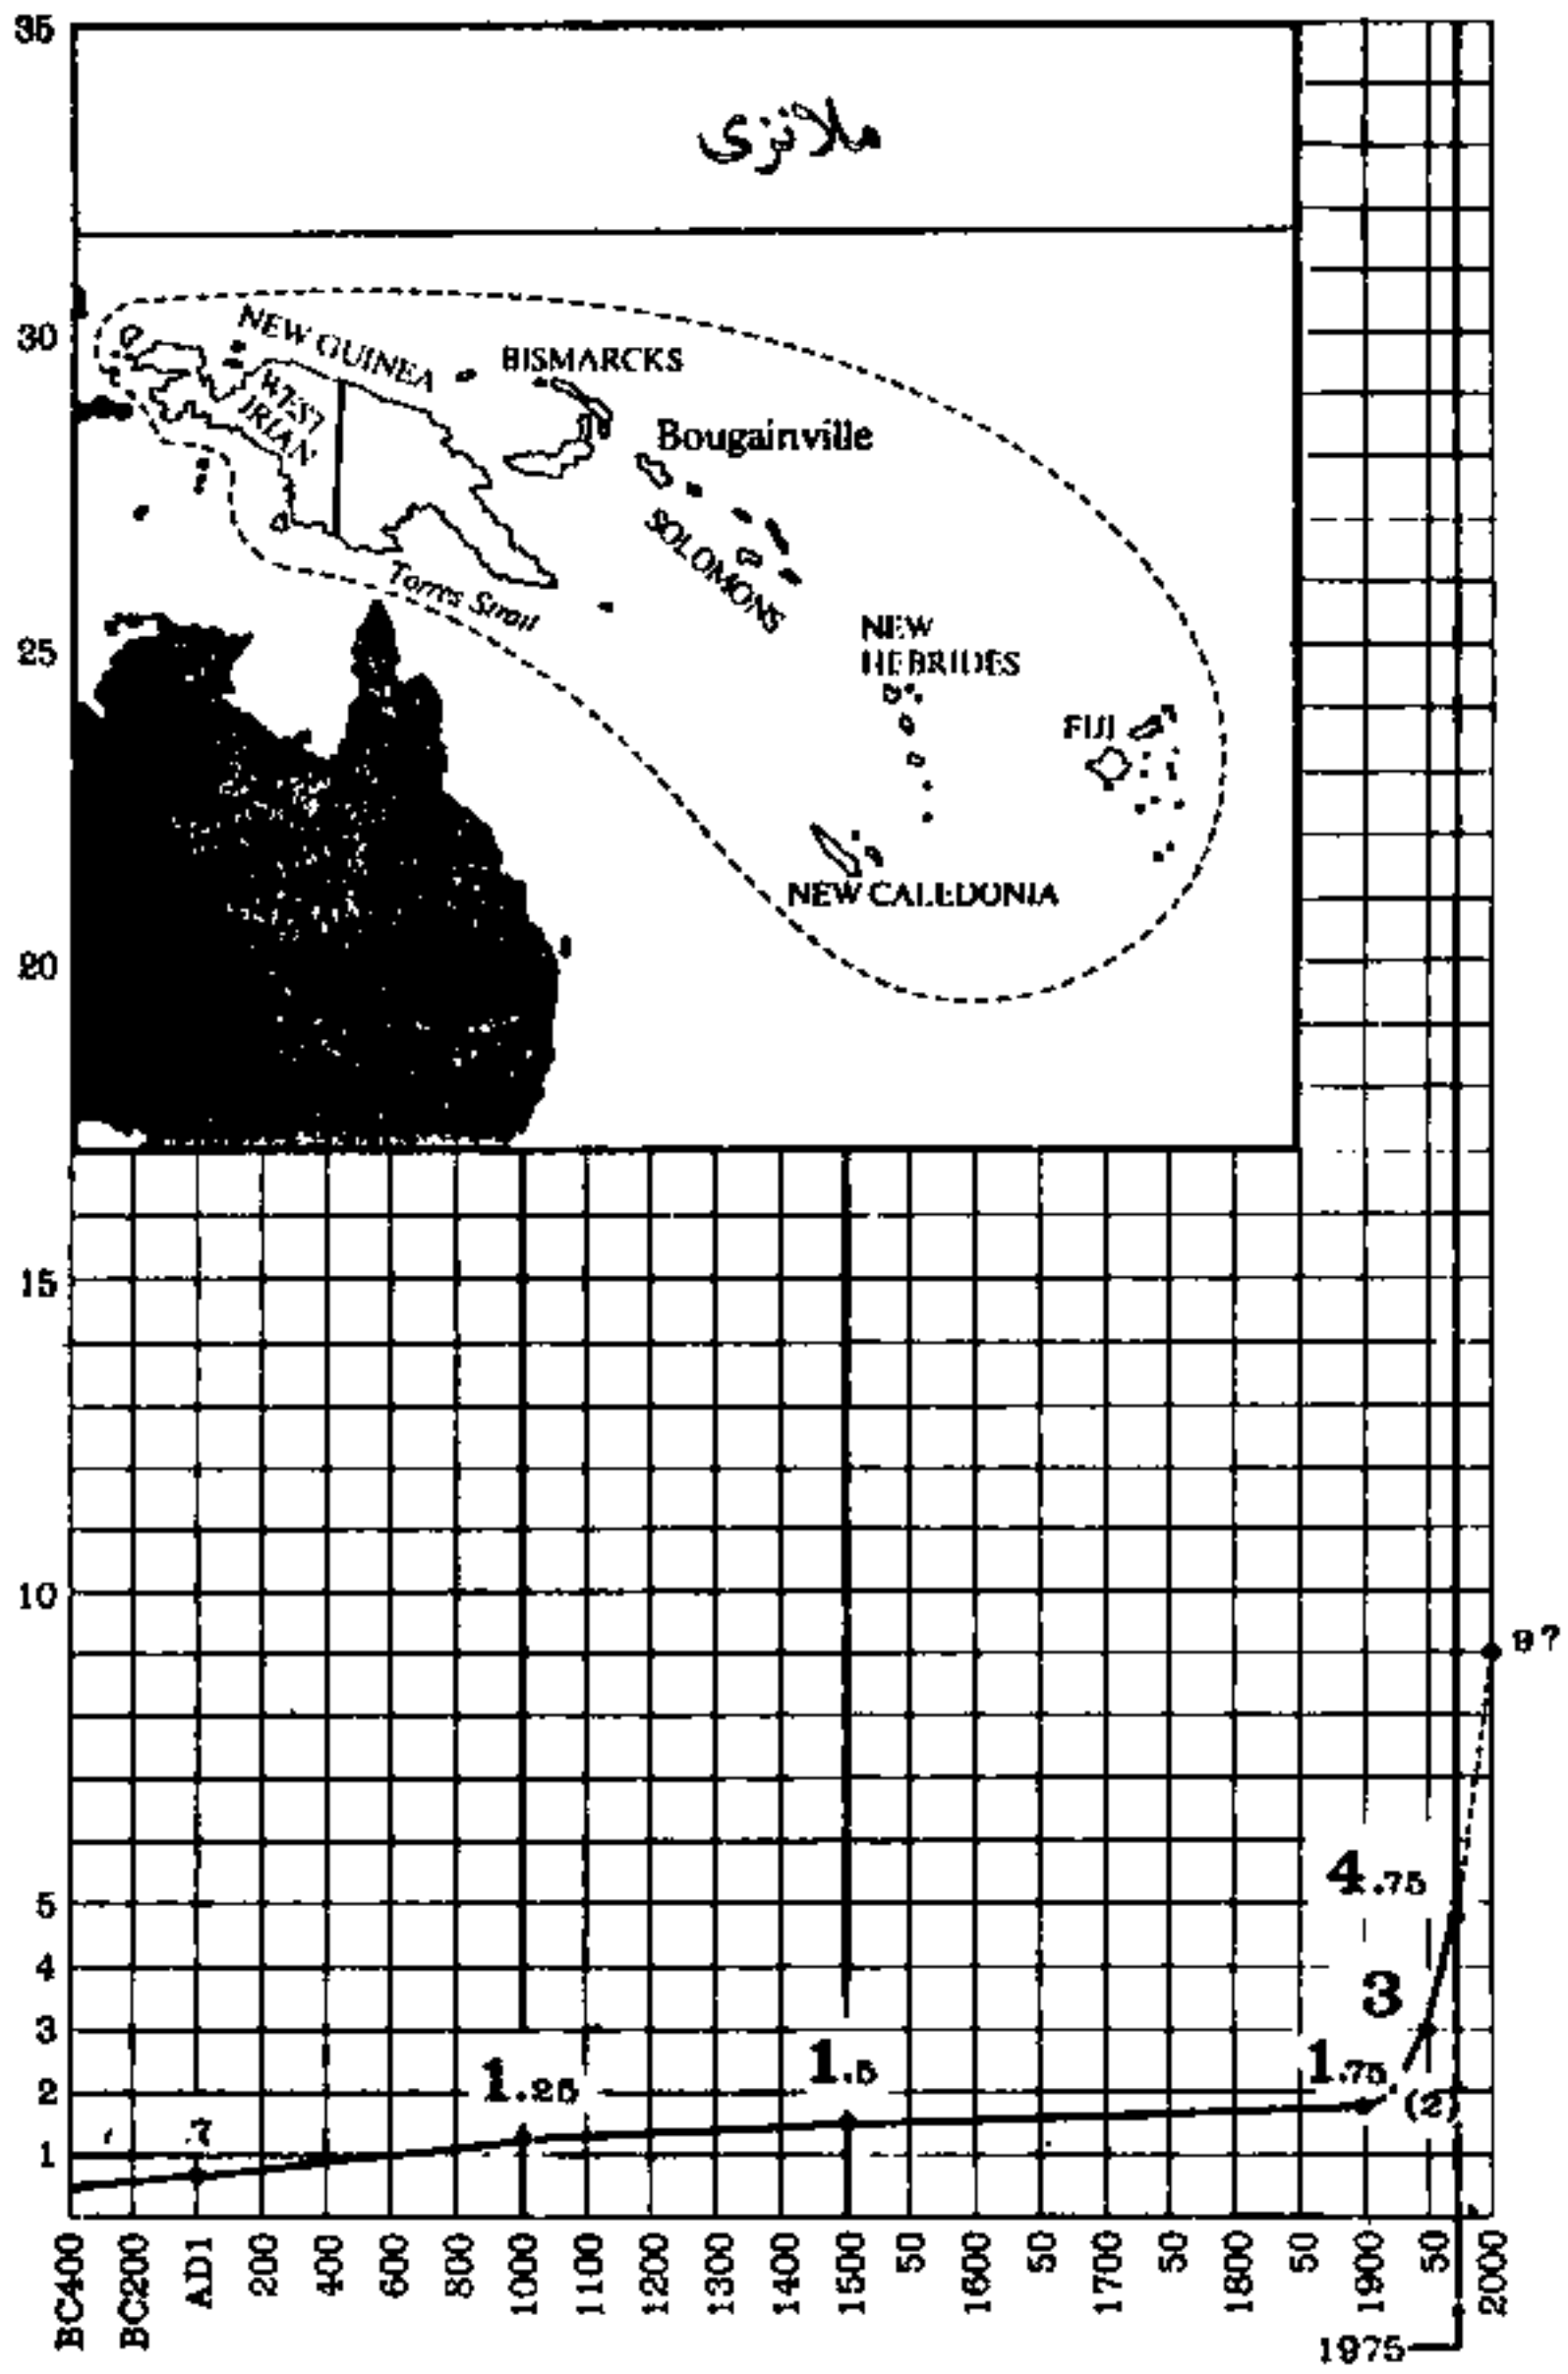 35
ملانزی
30
NEW GUINEA
BISMARCKS
WEST
IRIAN
Bougainville
SOLOMONS
Torres Strait
25
NEW
HEBRIDES
FIJI
NEW CALEDONIA
20
15
10
9?
4.75
5
4
3
3
1.5
1.75
1.25
2
(2)
.7
1
BC400 BC200 AD1 200 400 600 800 1000 1100 1200 1300 1400 1500 50 1600 50 1700 50 1800 50 1900 50 2000
1975